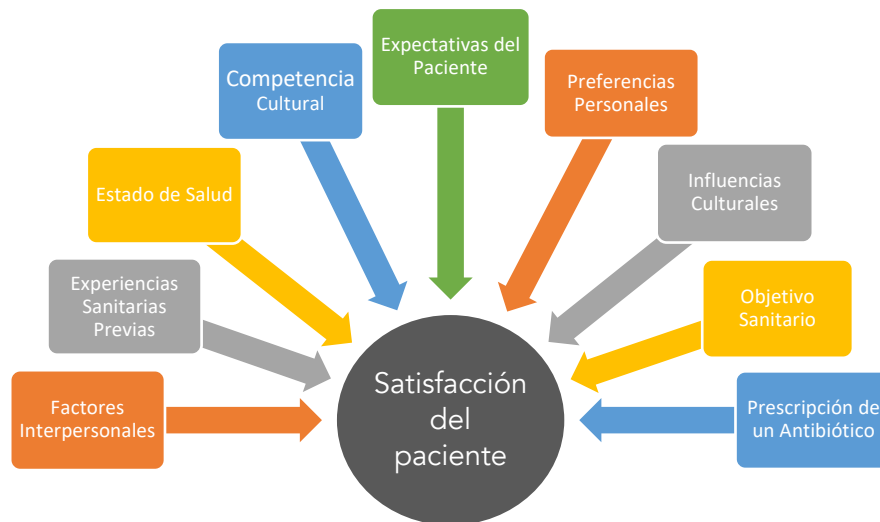 Expectativas del
Paciente
Competencia
Cultural
Preferencias
Personales
Estado de Salud
Influencias
Culturales
Experiencias
Sanitarias
Previas
Objetivo
Sanitario
Factores
Interpersonales
Prescripción de
un Antibiótico
Satisfacción
del
paciente